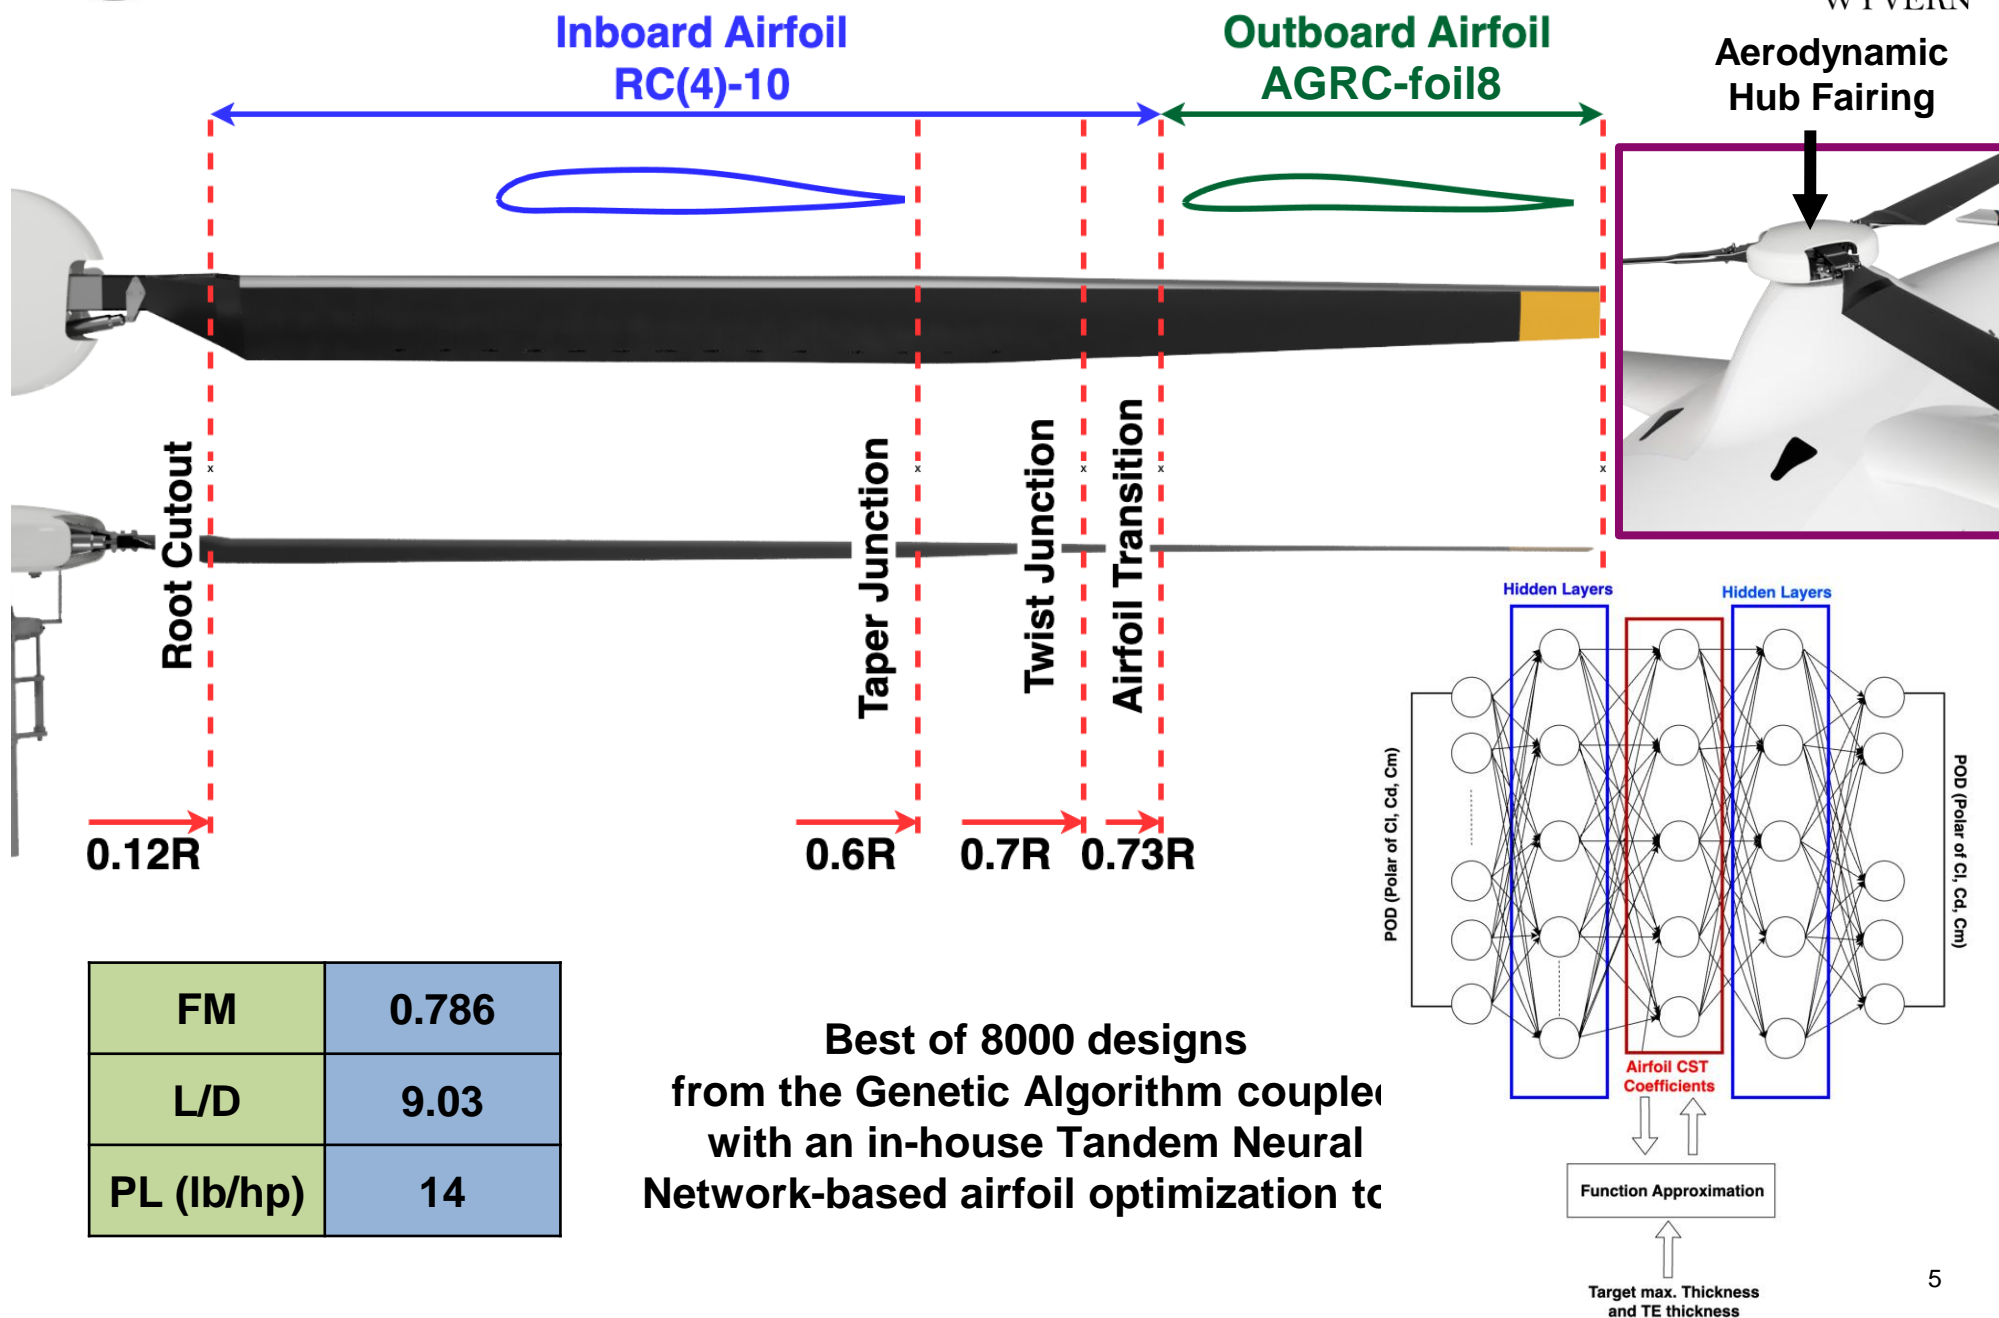 WYVERN
Inboard Airfoil
RC(4)-10
Outboard Airfoil
AGRC-foil8
Aerodynamic
Hub Fairing
x
x
x
x
x
Root Cutout
Taper Junction
Twist Junction
Airfoil Transition
0.12R
0.6R
0.7R
0.73R
Hidden Layers
Hidden Layers
POD (Polar of Cl, Cd, Cm)
POD (Polar of Cl, Cd, Cm)
Airfoil CST
Coefficients
Function Approximation
Target max. Thickness
and TE thickness
FM
0.786
L/D
9.03
PL (lb/hp)
14
Best of 8000 designs
from the Genetic Algorithm
with an in-house Tandem Neural
Network-based airfoil optimization
5